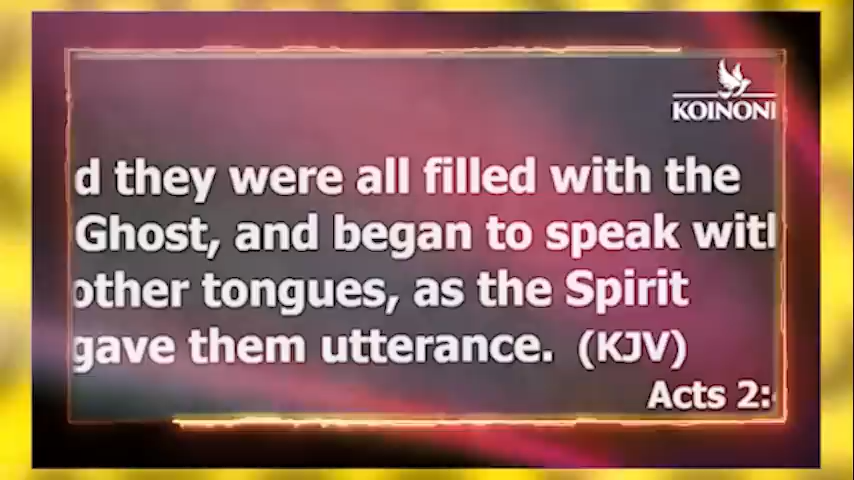 KOINONI
d they were all filled with the
Ghost, and began to speak with
other tongues, as the Spirit
gave them utterance. (KJV)
Acts 2: